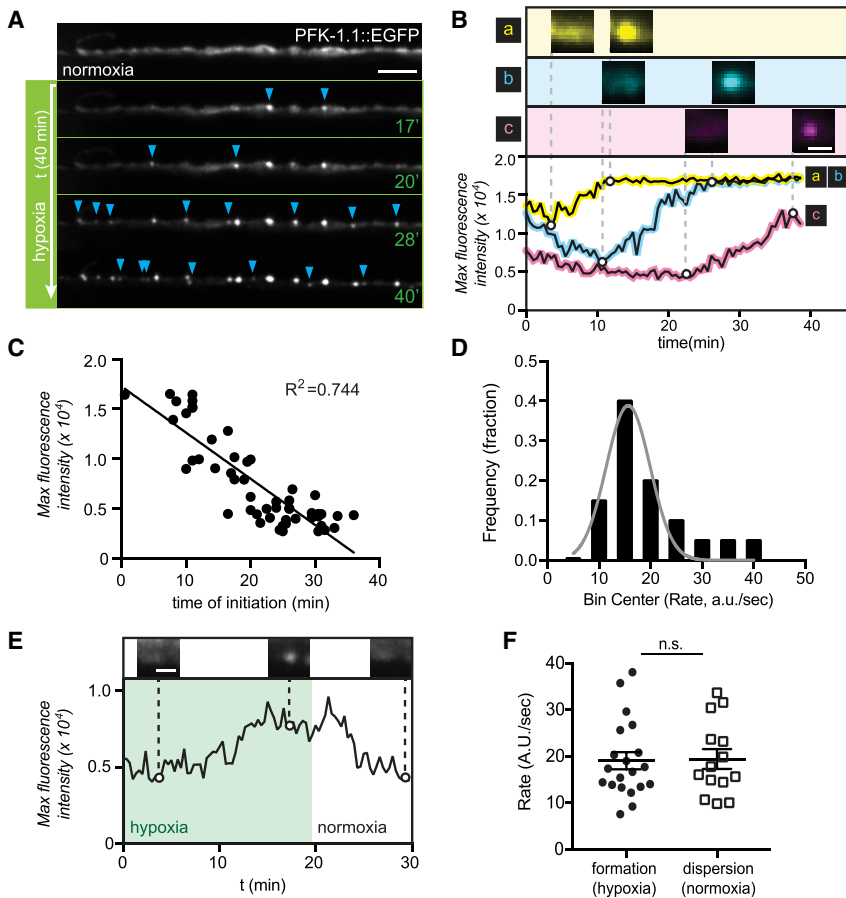 A
PFK-1.1::EGFP
normoxia
t (40 min)
hypoxia
17'
20'
28'
40'
B
a
b
c
Max fluorescence
intensity (x 10⁴)
2.0
1.5
1.0
0.5
0
a b
c
0 10 20 30 40
time(min)
C
Max fluorescence
intensity (x 10⁴)
2.0
1.5
1.0
0.5
0
R²=0.744
0 10 20 30 40
time of initiation (min)
D
Frequency (fraction)
0.5
0.4
0.3
0.2
0.1
0.0
0 10 20 30 40 50
Bin Center (Rate, a.u./sec)
E
Max fluorescence
intensity (x 10⁴)
1.0
0.5
0
hypoxia
normoxia
0 10 20 30
t (min)
F
n.s.
Rate (A.U./sec)
40
30
20
10
0
formation
(hypoxia)
dispersion
(normoxia)